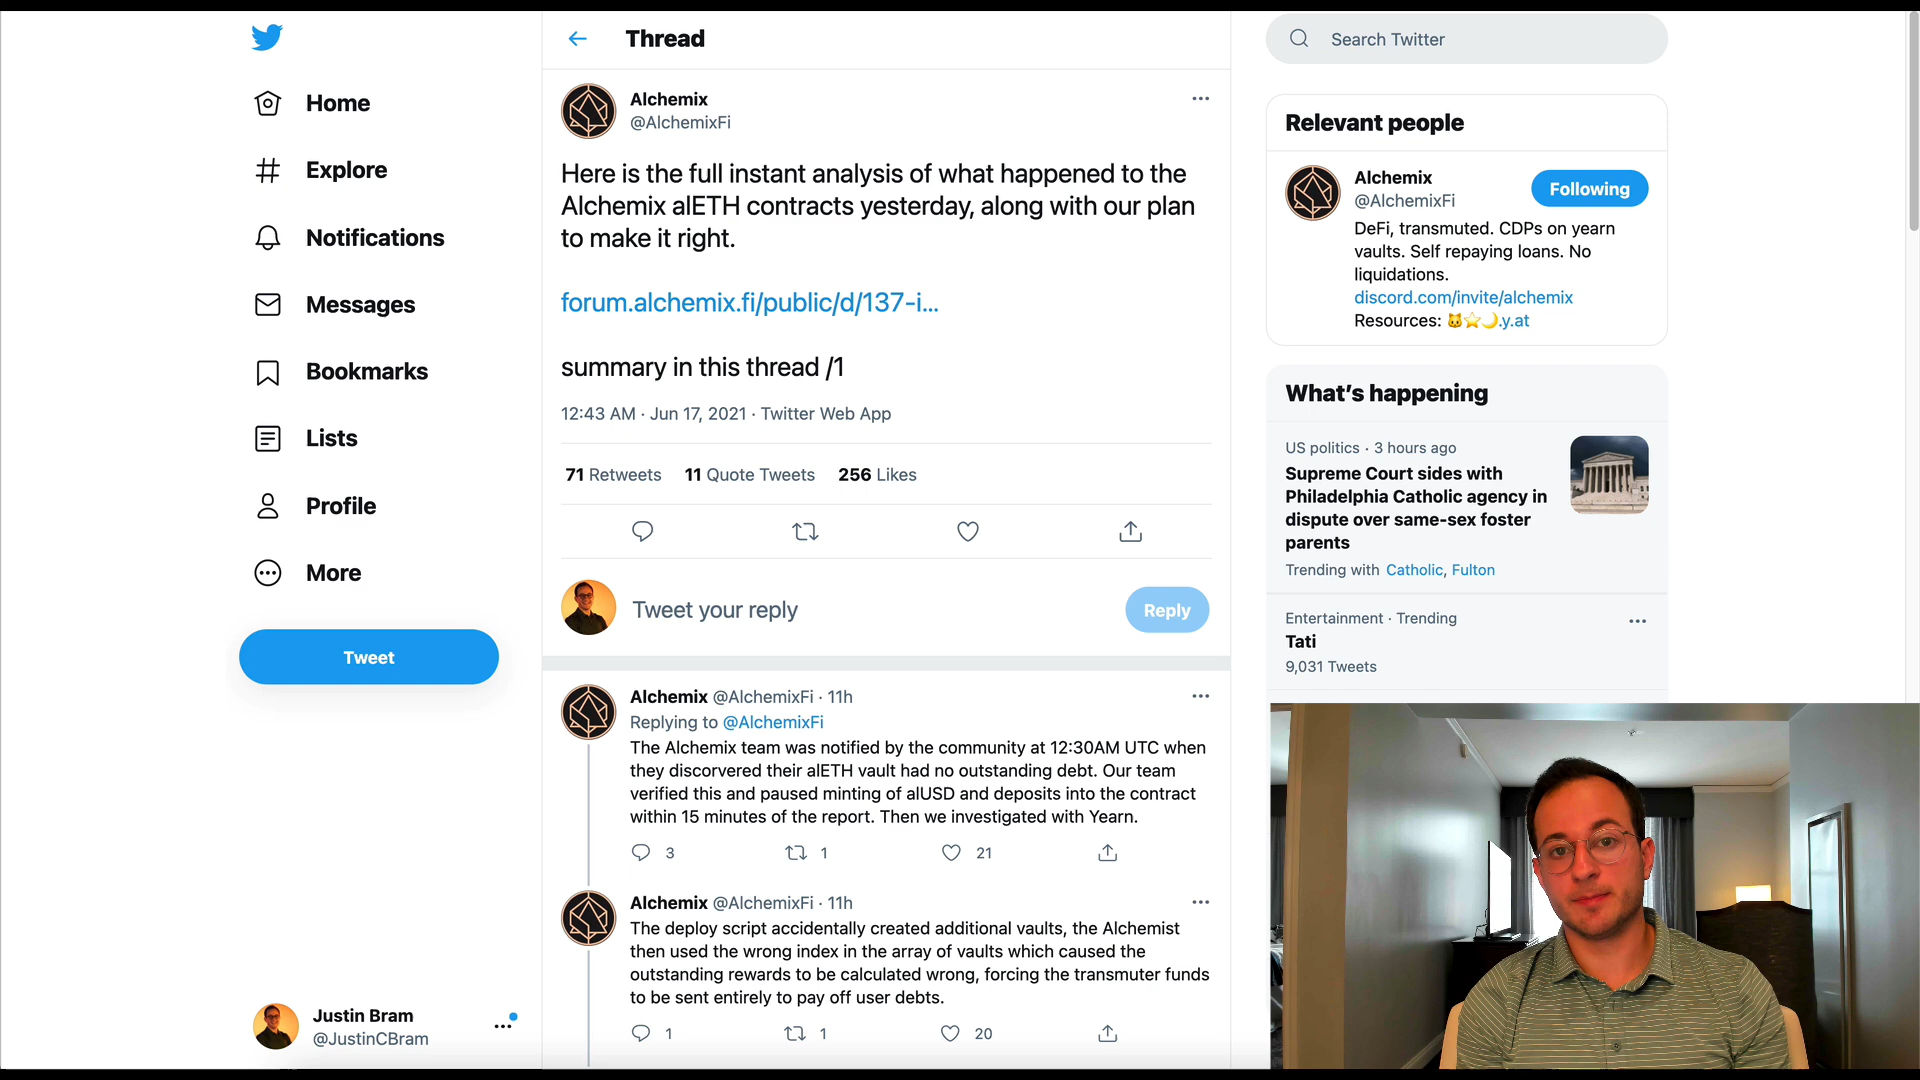 Home
Explore
Notifications
Messages
Bookmarks
Lists
Profile
More
Tweet
Justin Bram
@JustinCBram
Thread
Alchemix
@AlchemixFi
Here is the full instant analysis of what happened to the
Alchemix alETH contracts yesterday, along with our plan
to make it right.
forum.alchemix.fi/public/d/137-i...
summary in this thread /1
12:43 AM · Jun 17, 2021 · Twitter Web App
71 Retweets 11 Quote Tweets 256 Likes
Tweet your reply
Reply
Alchemix @AlchemixFi · 11h
Replying to @AlchemixFi
The Alchemix team was notified by the community at 12:30AM UTC when
they discorvered their alETH vault had no outstanding debt. Our team
verified this and paused minting of alUSD and deposits into the contract
within 15 minutes of the report. Then we investigated with Yearn.
3 1 21
Alchemix @AlchemixFi · 11h
The deploy script accidentally created additional vaults, the Alchemist
then used the wrong index in the array of vaults which caused the
outstanding rewards to be calculated wrong, forcing the transmuter funds
to be sent entirely to pay off user debts.
1 1 20
Search Twitter
Relevant people
Alchemix
@AlchemixFi
Following
DeFi, transmuted. CDPs on yearn
vaults. Self repaying loans. No
liquidations.
discord.com/invite/alchemix
Resources: 🐱⭐🌙.y.at
What's happening
US politics · 3 hours ago
Supreme Court sides with
Philadelphia Catholic agency in
dispute over same-sex foster
parents
Trending with Catholic, Fulton
Entertainment · Trending
Tati
9,031 Tweets